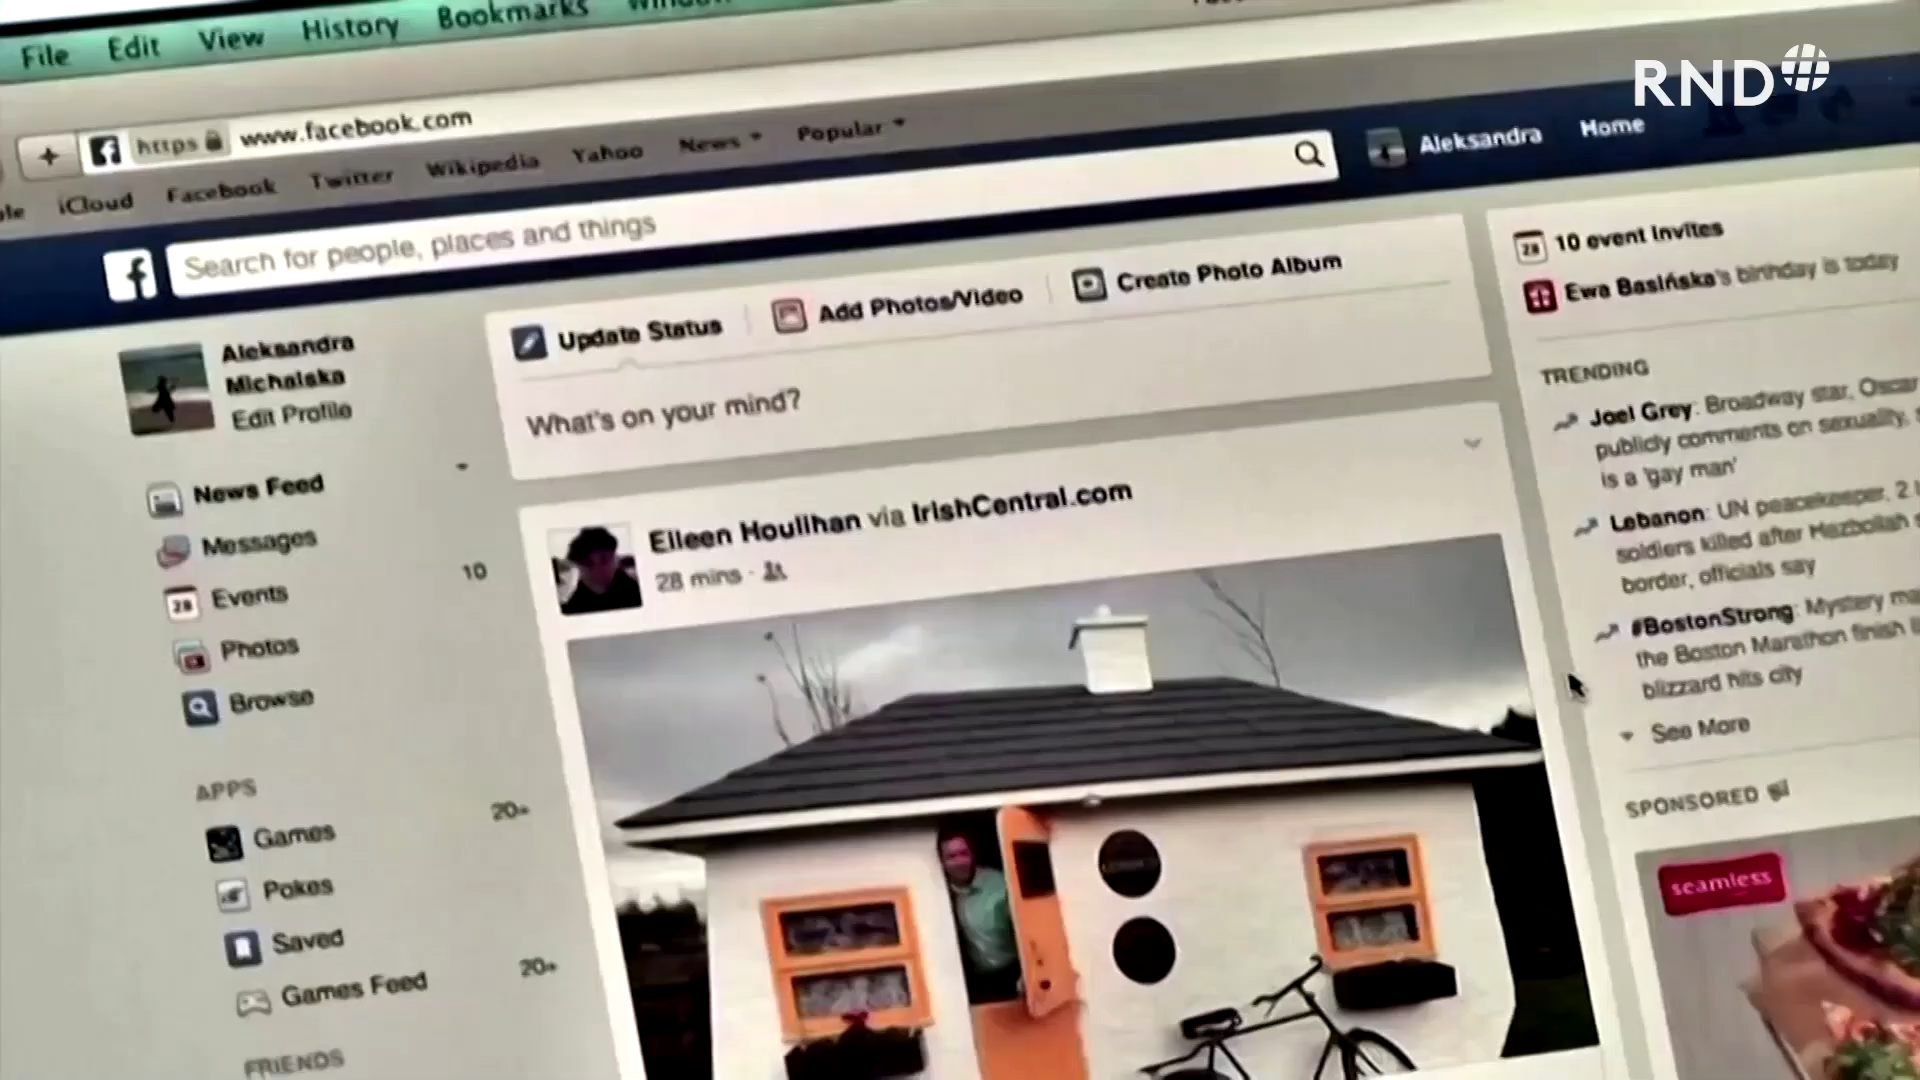 File Edit View History Bookmarks Window
RND
https www.facebook.com
iCloud Facebook Twitter Wikipedia Yahoo News Popular
Search for people, places and things
Aleksandra Home
Aleksandra
Michalska
Edit Profile
News Feed
Messages
Events 10
Photos
Browse
APPS
Games 20+
Pokes
Saved
Games Feed 20+
FRIENDS
Update Status Add Photos/Video Create Photo Album
What's on your mind?
Eileen Houlihan via IrishCentral.com
28 mins ·
28 10 event invites
Ewa Basińska's birthday is today
TRENDING
Joel Grey: Broadway star, Oscar
publicly comments on sexuality,
is a 'gay man'
Lebanon: UN peacekeeper, 2
soldiers killed after Hezbollah
border, officials say
#BostonStrong: Mystery
the Boston Marathon finish
blizzard hits city
See More
SPONSORED
seamless